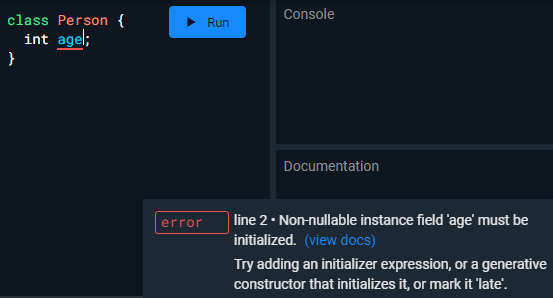 class Person {
  int age;
}
Run
Console
Documentation
error
line 2 • Non-nullable instance field 'age' must be
initialized. (view docs)
Try adding an initializer expression, or a generative
constructor that initializes it, or mark it 'late'.